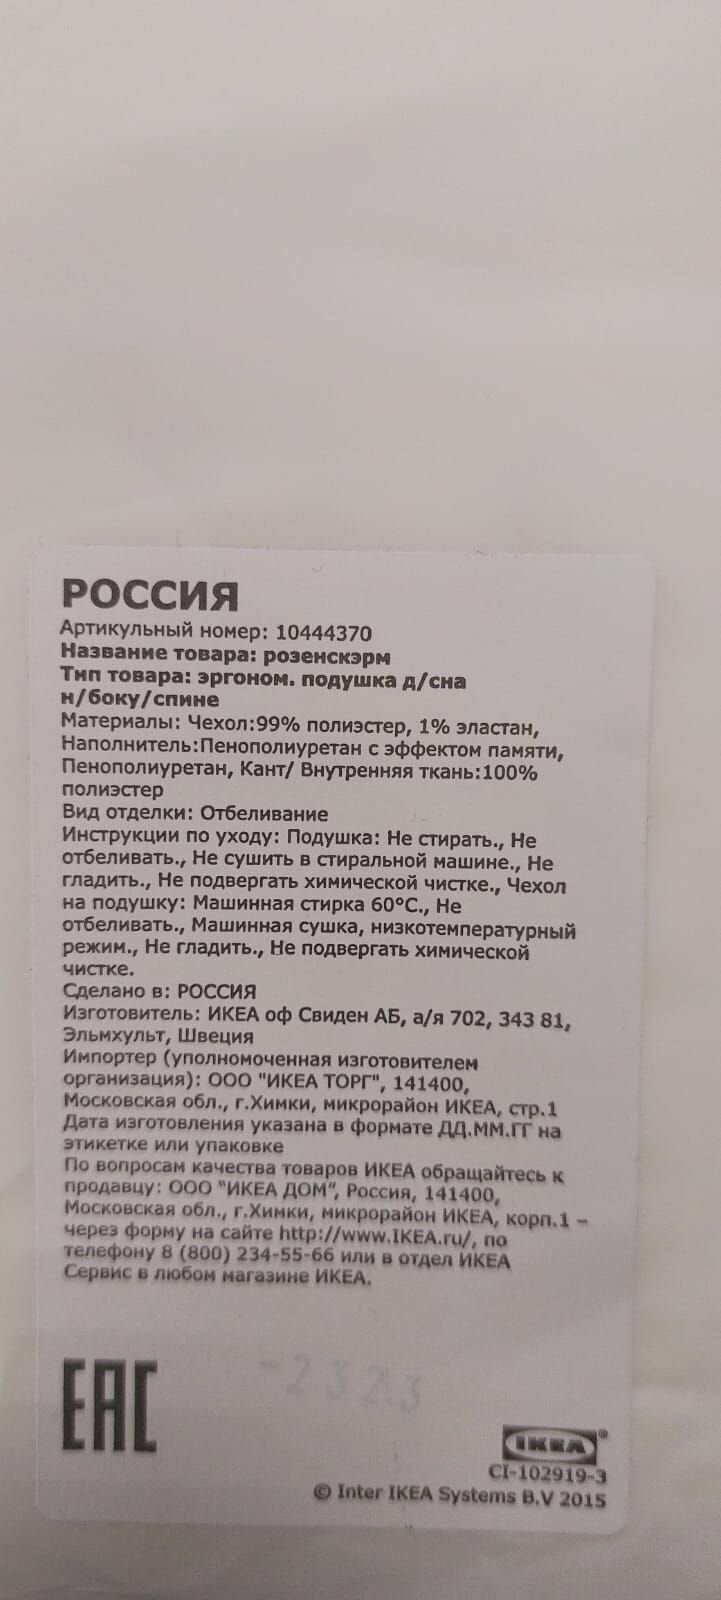 РОССИЯ
Артикульный номер: 10444370
Название товара: розенскэрм
Тип товара: эргоном. подушка д/сна
н/боку/спине
Материалы: Чехол:99% полиэстер, 1% эластан,
Наполнитель:Пенополиуретан с эффектом памяти,
Пенополиуретан, Кант/ Внутренняя ткань:100%
полиэстер
Вид отделки: Отбеливание
Инструкции по уходу: Подушка: Не стирать., Не
отбеливать., Не сушить в стиральной машине., Не
гладить., Не подвергать химической чистке., Чехол
на подушку: Машинная стирка 60°С., Не
отбеливать., Машинная сушка, низкотемпературный
режим., Не гладить., Не подвергать химической
чистке.
Сделано в: РОССИЯ
Изготовитель: ИКЕА оф Свиден АБ, а/я 702, 343 81,
Эльмхульт, Швеция
Импортер (уполномоченная изготовителем
организация): ООО "ИКЕА ТОРГ", 141400,
Московская обл., г.Химки, микрорайон ИКЕА, стр.1
Дата изготовления указана в формате ДД.ММ.ГГ на
этикетке или упаковке
По вопросам качества товаров ИКЕА обращайтесь к
продавцу: ООО "ИКЕА ДОМ", Россия, 141400,
Московская обл., г.Химки, микрорайон ИКЕА, корп.1 –
через форму на сайте http://www.IKEA.ru/, по
телефону 8 (800) 234-55-66 или в отдел ИКЕА
Сервис в любом магазине ИКЕА.
EAC
-2323
IKEA®
CI-102919-3
© Inter IKEA Systems B.V 2015